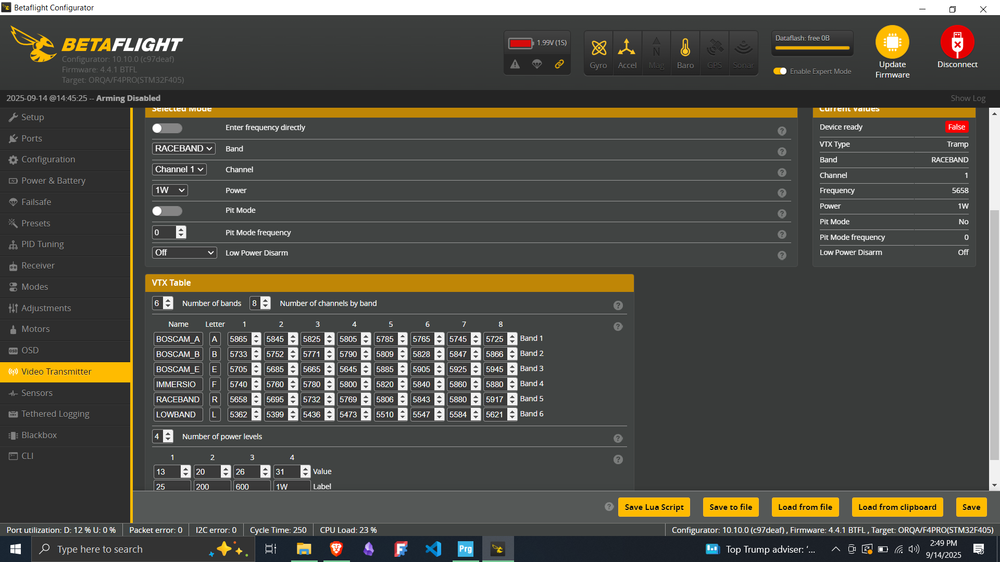 Betaflight Configurator
BETAFLIGHT
Configurator: 10.10.0 (c97deaf)
Firmware: 4.4.1 BTFL
Target: ORQA/F4PRO(STM32F405)
1.99V (1S)
Gyro Accel Mag Baro GPS Sonar
N
Dataflash: free 0B
Enable Expert Mode
Update Firmware
Disconnect
2025-09-14 @14:45:25 -- Arming Disabled
Show Log
Setup
Ports
Configuration
Power & Battery
Failsafe
Presets
PID Tuning
Receiver
Modes
Adjustments
Motors
OSD
Video Transmitter
Sensors
Tethered Logging
Blackbox
CLI
Selected Mode
Enter frequency directly
RACEBAND Band
Channel 1 Channel
1W Power
Pit Mode
0 Pit Mode frequency
Off Low Power Disarm
Current Values
Device ready False
VTX Type Tramp
Band RACEBAND
Channel 1
Frequency 5658
Power 1W
Pit Mode No
Pit Mode frequency 0
Low Power Disarm Off
VTX Table
6 Number of bands 8 Number of channels by band
Name Letter 1 2 3 4 5 6 7 8
BOSCAM_A A 5865 5845 5825 5805 5785 5765 5745 5725 Band 1
BOSCAM_B B 5733 5752 5771 5790 5809 5828 5847 5866 Band 2
BOSCAM_E E 5705 5685 5665 5645 5885 5905 5925 5945 Band 3
IMMERSIO F 5740 5760 5780 5800 5820 5840 5860 5880 Band 4
RACEBAND R 5658 5695 5732 5769 5806 5843 5880 5917 Band 5
LOWBAND L 5362 5399 5436 5473 5510 5547 5584 5621 Band 6
4 Number of power levels
1 2 3 4
13 20 26 31 Value
25 200 600 1W Label
Save Lua Script
Save to file
Load from file
Load from clipboard
Save
Port utilization: D: 12 % U: 0 % Packet error: 0 I2C error: 0 Cycle Time: 250 CPU Load: 23 %
Configurator: 10.10.0 (c97deaf) , Firmware: 4.4.1 BTFL , Target: ORQA/F4PRO(STM32F405)
Type here to search
Prg
Top Trump adviser: ‘...
2:49 PM
9/14/2025